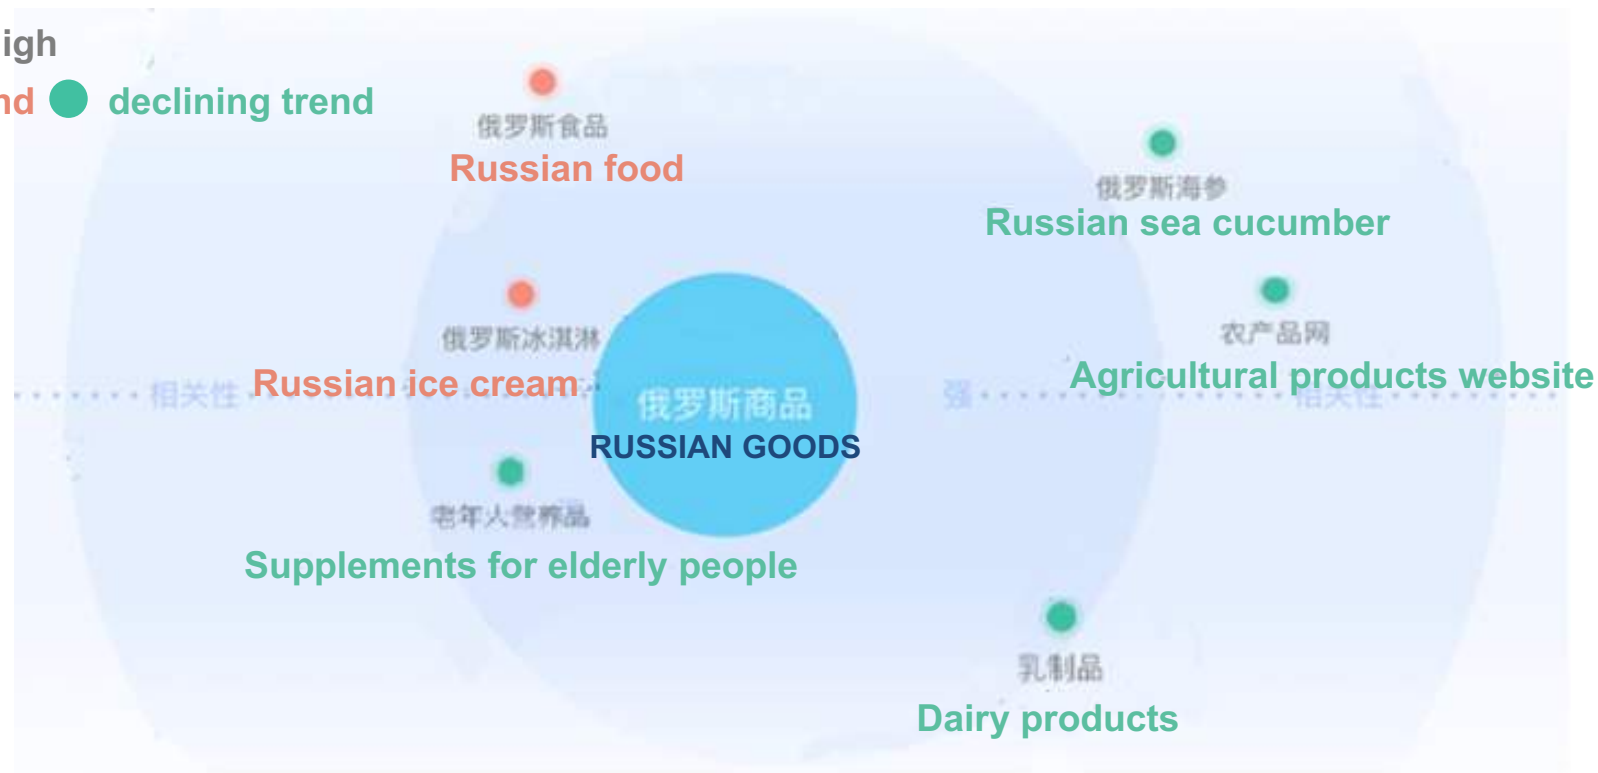 igh
nd declining trend
俄罗斯食品
Russian food
俄罗斯海参
Russian sea cucumber
俄罗斯冰淇淋
农产品网
Russian ice cream
Agricultural products website
相关性
俄罗斯商品
强
相关性
RUSSIAN GOODS
老年人营养品
Supplements for elderly people
乳制品
Dairy products